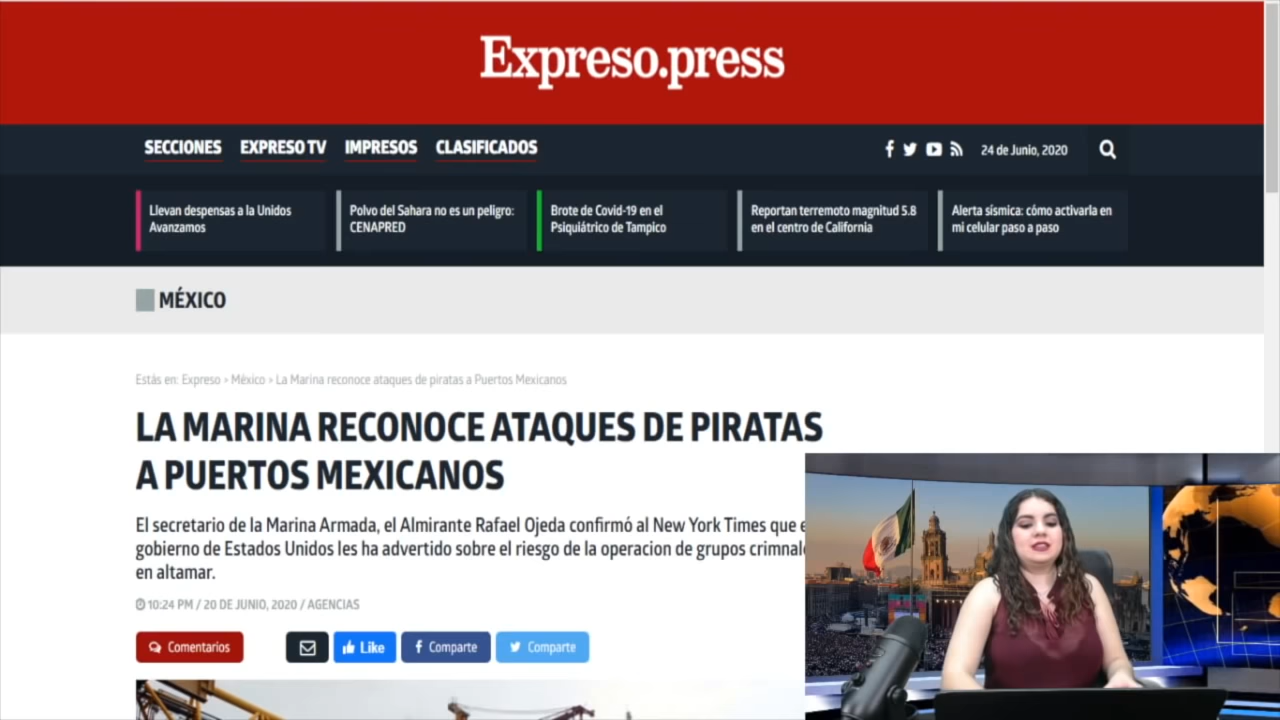 Expreso.press
SECCIONES EXPRESO TV IMPRESOS CLASIFICADOS
24 de Junio, 2020
Llevan despensas a la Unidos
Avanzamos
Polvo del Sahara no es un peligro:
CENAPRED
Brote de Covid-19 en el
Psiquiátrico de Tampico
Reportan terremoto magnitud 5.8
en el centro de California
Alerta sísmica: cómo activarla en
mi celular paso a paso
MÉXICO
Estás en: Expreso > México > La Marina reconoce ataques de piratas a Puertos Mexicanos
LA MARINA RECONOCE ATAQUES DE PIRATAS
A PUERTOS MEXICANOS
El secretario de la Marina Armada, el Almirante Rafael Ojeda confirmó al New York Times que
gobierno de Estados Unidos les ha advertido sobre el riesgo de la operacion de grupos
en altamar.
10:24 PM / 20 DE JUNIO, 2020 / AGENCIAS
Comentarios Like Comparte Comparte